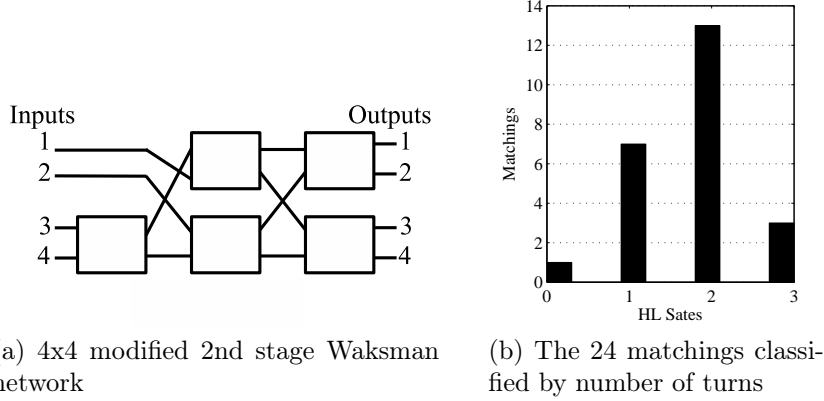 Inputs
Outputs
1
2
3
4
1
2
3
4
14
12
10
8
6
4
2
0
Matchings
0 1 2 3
HL Sates
a) 4x4 modified 2nd stage Waksman
network
(b) The 24 matchings classi-
fied by number of turns